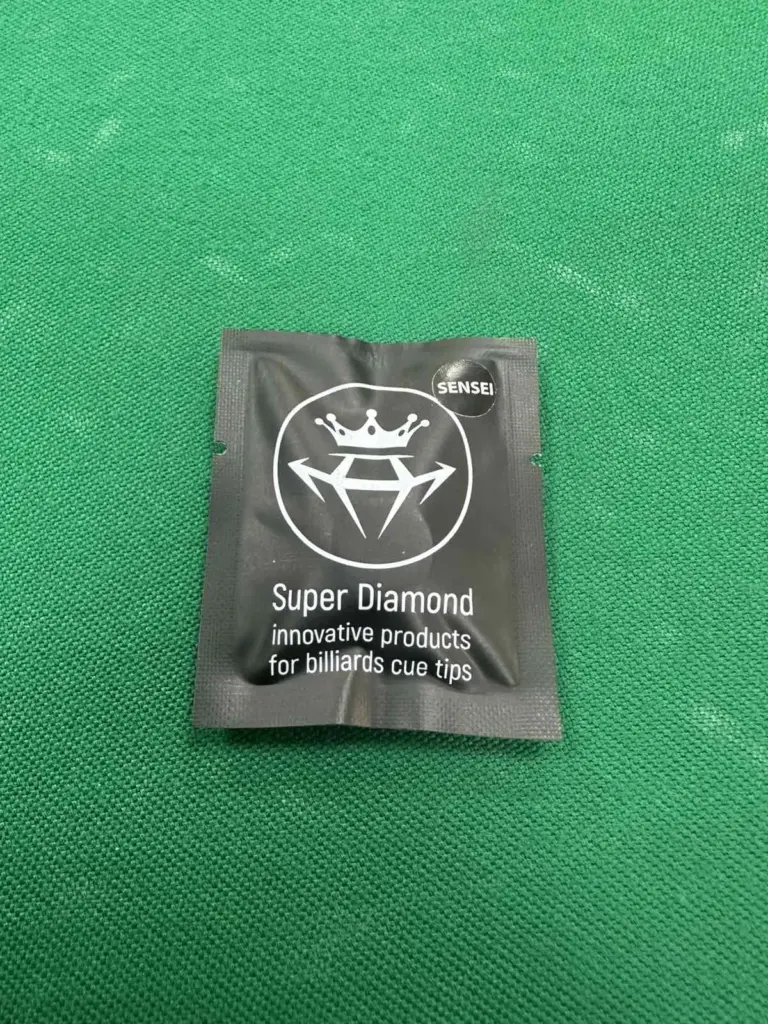 SENSEI
Super Diamond
innovative products
for billiards cue tips